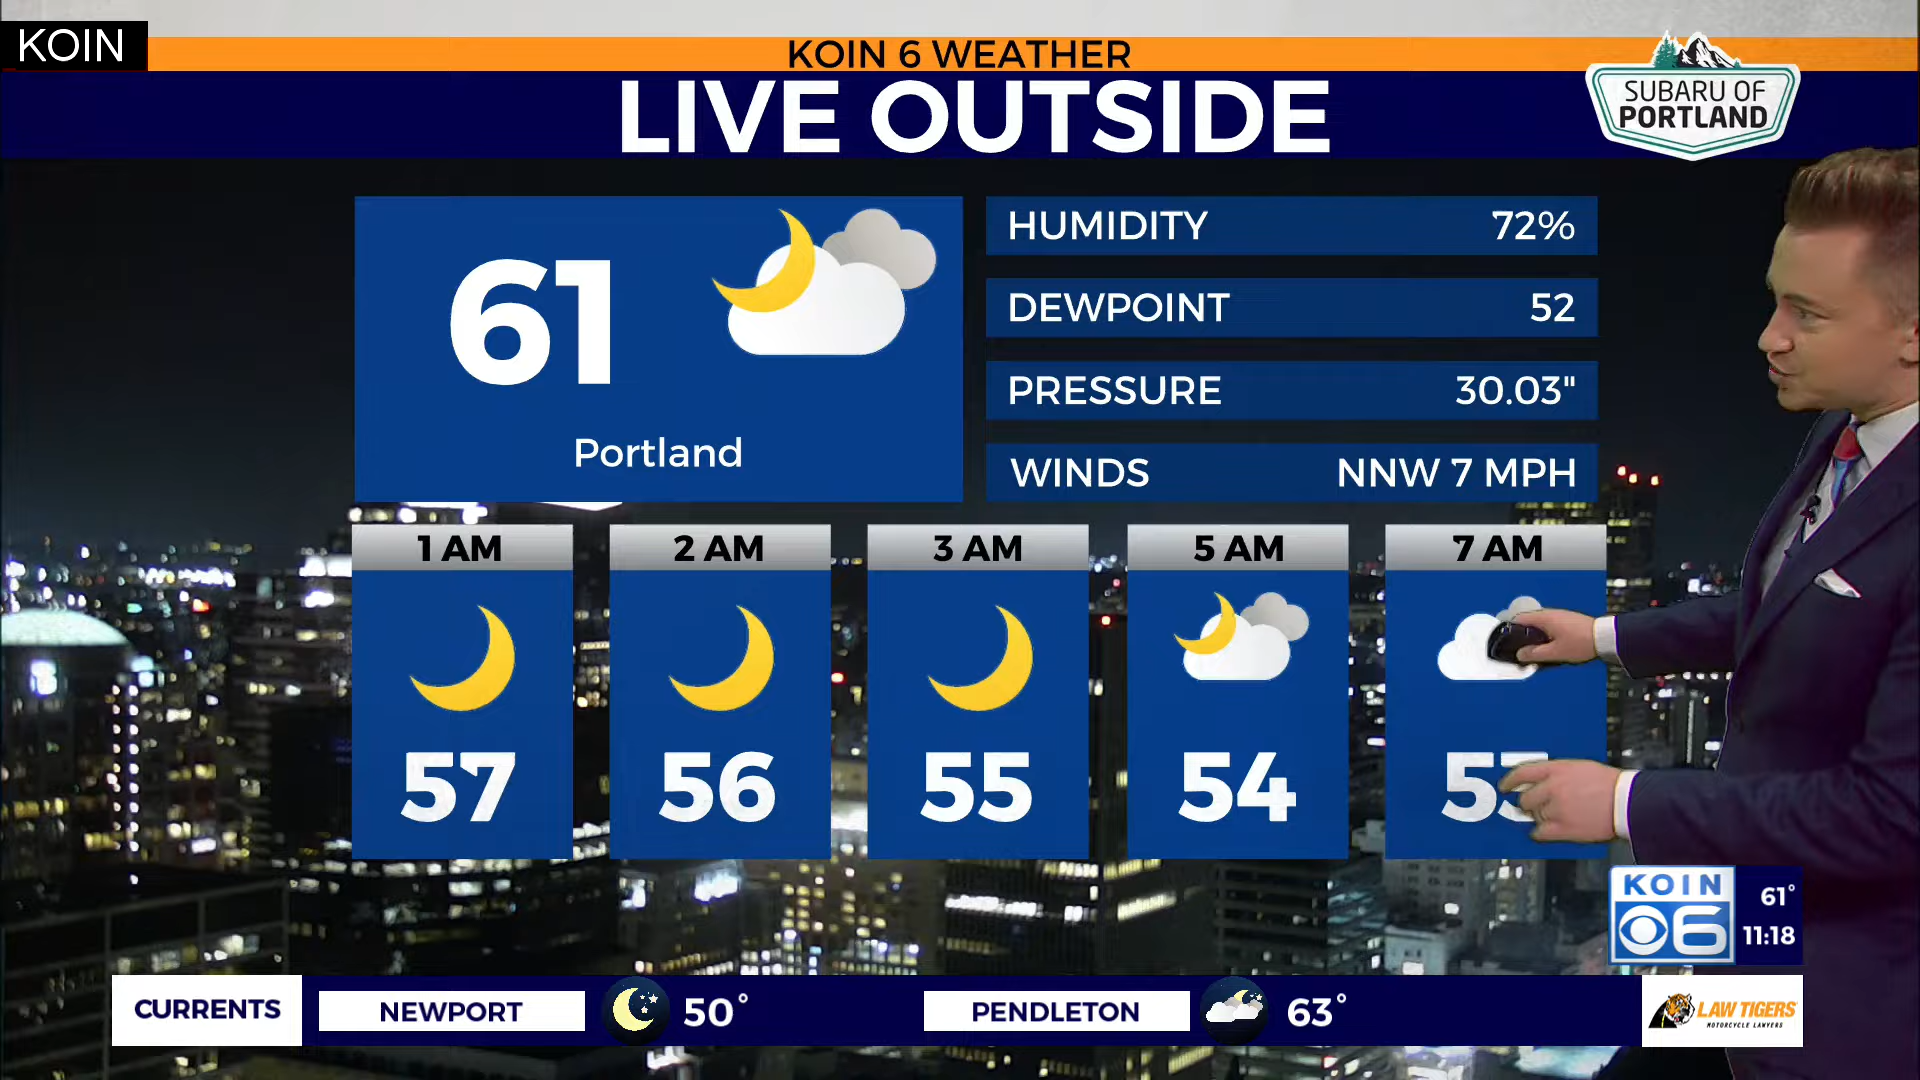 KOIN
KOIN 6 WEATHER
LIVE OUTSIDE
SUBARU OF
PORTLAND
61
Portland
HUMIDITY 72%
DEWPOINT 52
PRESSURE 30.03"
WINDS NNW 7 MPH
1 AM 2 AM 3 AM 5 AM 7 AM
57 56 55 54
KOIN
6
61°
11:18
CURRENTS NEWPORT 50° PENDLETON 63°
LAW TIGERS
MOTORCYCLE LAWYERS